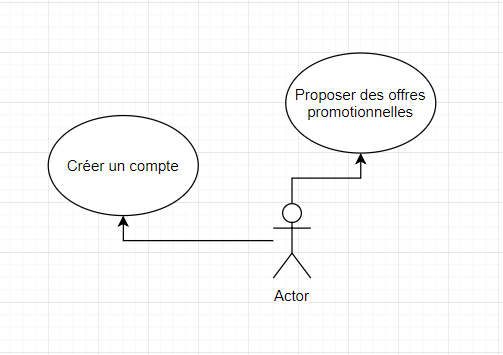 Proposer des offres
promotionnelles
Créer un compte
Actor